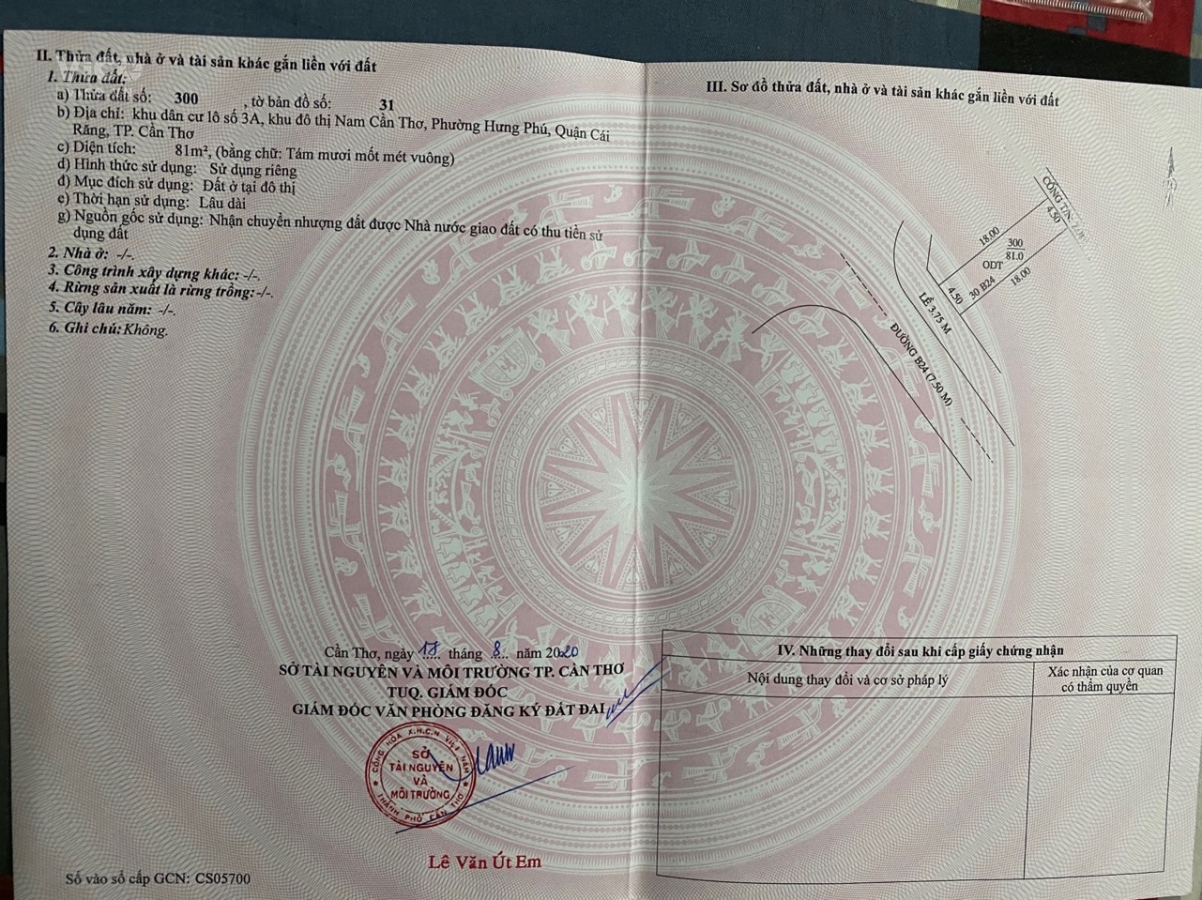 II. Thửa đất, nhà ở và tài sản khác gắn liền với đất
1. Thửa đất:
a) Thửa đất số: 300 , tờ bản đồ số: 31
b) Địa chỉ: khu dân cư lô số 3A, khu đô thị Nam Cần Thơ, Phường Hưng Phú, Quận Cái
Răng, TP. Cần Thơ
c) Diện tích: 81m², (bằng chữ: Tám mươi mốt mét vuông)
d) Hình thức sử dụng: Sử dụng riêng
đ) Mục đích sử dụng: Đất ở tại đô thị
e) Thời hạn sử dụng: Lâu dài
g) Nguồn gốc sử dụng: Nhận chuyển nhượng đất được Nhà nước giao đất có thu tiền sử
dụng đất
2. Nhà ở: -/-.
3. Công trình xây dựng khác: -/-.
4. Rừng sản xuất là rừng trồng: -/-.
5. Cây lâu năm: -/-.
6. Ghi chú: Không.
Cần Thơ, ngày 17 tháng 8 năm 2020
SỞ TÀI NGUYÊN VÀ MÔI TRƯỜNG TP. CẦN THƠ
TUQ. GIÁM ĐỐC
GIÁM ĐỐC VĂN PHÒNG ĐĂNG KÝ ĐẤT ĐAI
CỘNG HÒA X.H.C.N VIỆT NAM
SỞ
TÀI NGUYÊN
VÀ
MÔI TRƯỜNG
THÀNH PHỐ CẦN THƠ
Lê Văn Út Em
Số vào sổ cấp GCN: CS05700
III. Sơ đồ thửa đất, nhà ở và tài sản khác gắn liền với đất
CỐNG T/N
4.50
18.00
300
81.0
ODT
30 B24
18.00
4.50
LỀ 3.75 M
ĐƯỜNG B24 (7.50 M)
IV. Những thay đổi sau khi cấp giấy chứng nhận
Nội dung thay đổi và cơ sở pháp lý
Xác nhận của cơ quan
có thẩm quyền